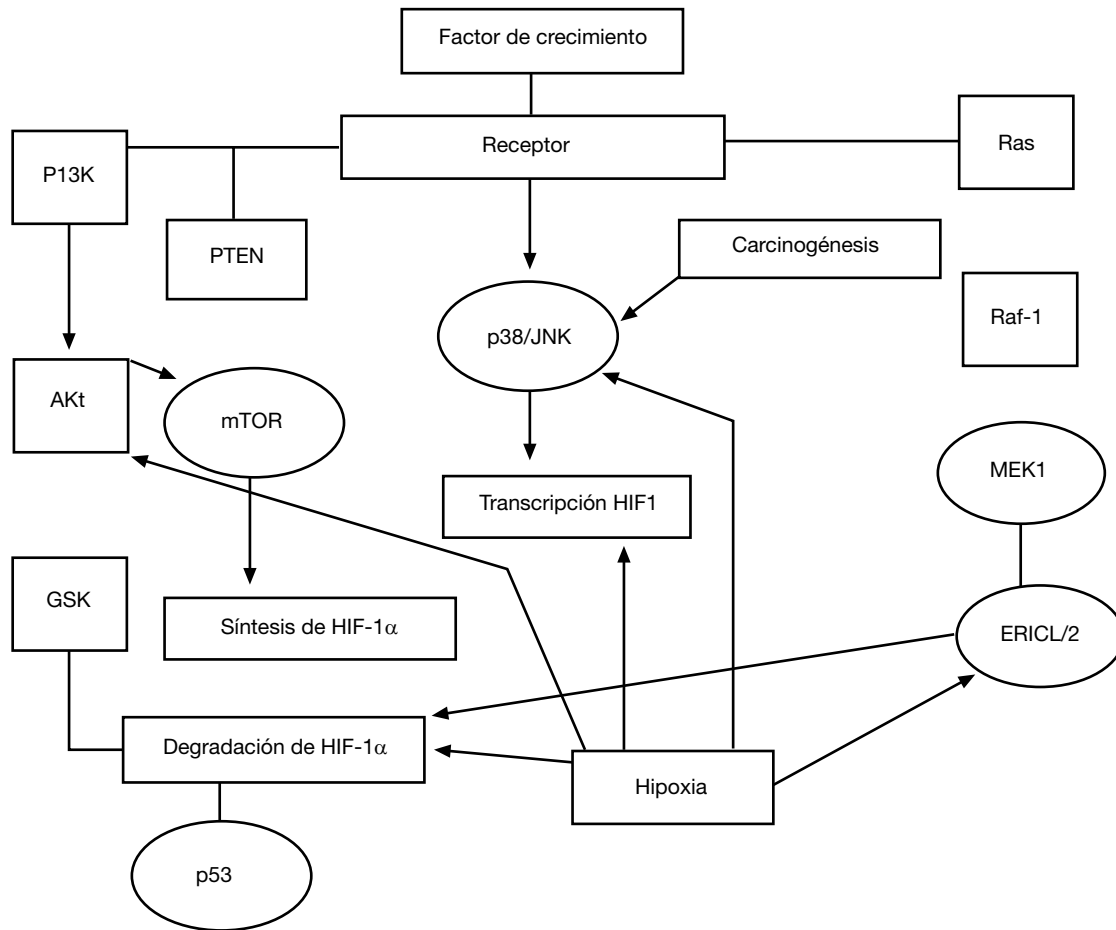 Factor de crecimiento
Receptor
Ras
P13K
PTEN
Carcinogénesis
Raf-1
p38/JNK
AKt
mTOR
MEK1
Transcripción HIF1
GSK
Síntesis de HIF-1α
ERICL/2
Degradación de HIF-1α
Hipoxia
p53